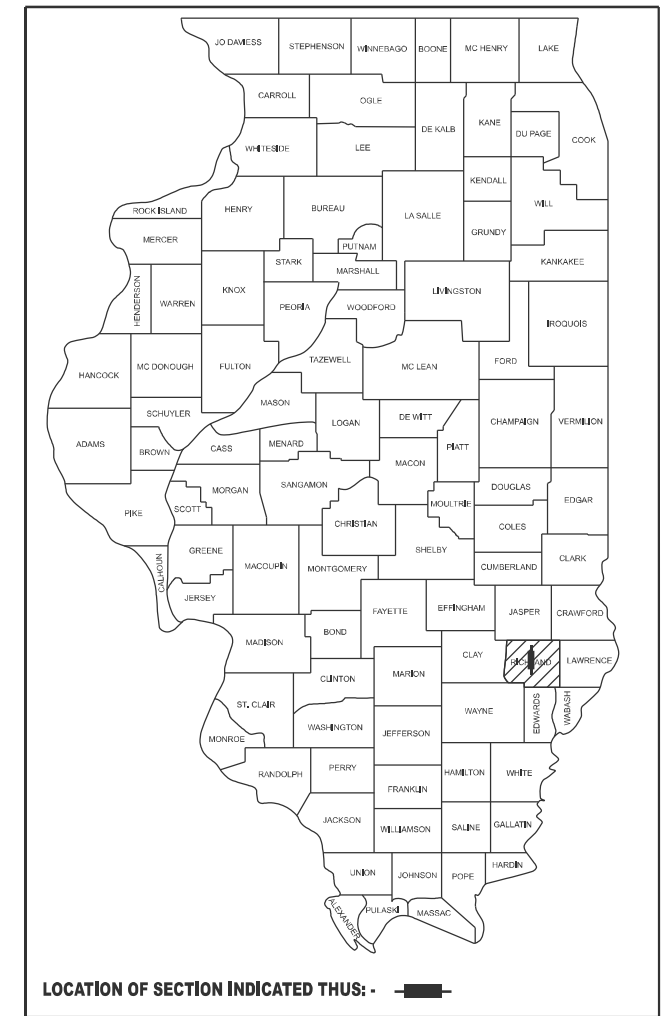 JO DAVIESS
STEPHENSON
WINNEBAGO
BOONE
MC HENRY
LAKE
CARROLL
OGLE
DE KALB
KANE
DU PAGE
COOK
WHITESIDE
LEE
KENDALL
WILL
ROCK ISLAND
HENRY
BUREAU
LA SALLE
GRUNDY
MERCER
PUTNAM
STARK
MARSHALL
KANKAKEE
HENDERSON
WARREN
KNOX
PEORIA
WOODFORD
LIVINGSTON
IROQUOIS
HANCOCK
MC DONOUGH
FULTON
TAZEWELL
MC LEAN
FORD
MASON
SCHUYLER
LOGAN
DE WITT
CHAMPAIGN
VERMILION
ADAMS
BROWN
CASS
MENARD
PIATT
MACON
MORGAN
SANGAMON
DOUGLAS
EDGAR
PIKE
SCOTT
CHRISTIAN
MOULTRIE
COLES
CALHOUN
GREENE
MACOUPIN
MONTGOMERY
SHELBY
CUMBERLAND
CLARK
JERSEY
FAYETTE
EFFINGHAM
JASPER
CRAWFORD
MADISON
BOND
CLAY
RICHLAND
LAWRENCE
CLINTON
MARION
ST. CLAIR
WAYNE
EDWARDS
WABASH
WASHINGTON
JEFFERSON
MONROE
RANDOLPH
PERRY
HAMILTON
WHITE
FRANKLIN
JACKSON
WILLIAMSON
SALINE
GALLATIN
UNION
JOHNSON
POPE
HARDIN
ALEXANDER
PULASKI
MASSAC
LOCATION OF SECTION INDICATED THUS: -